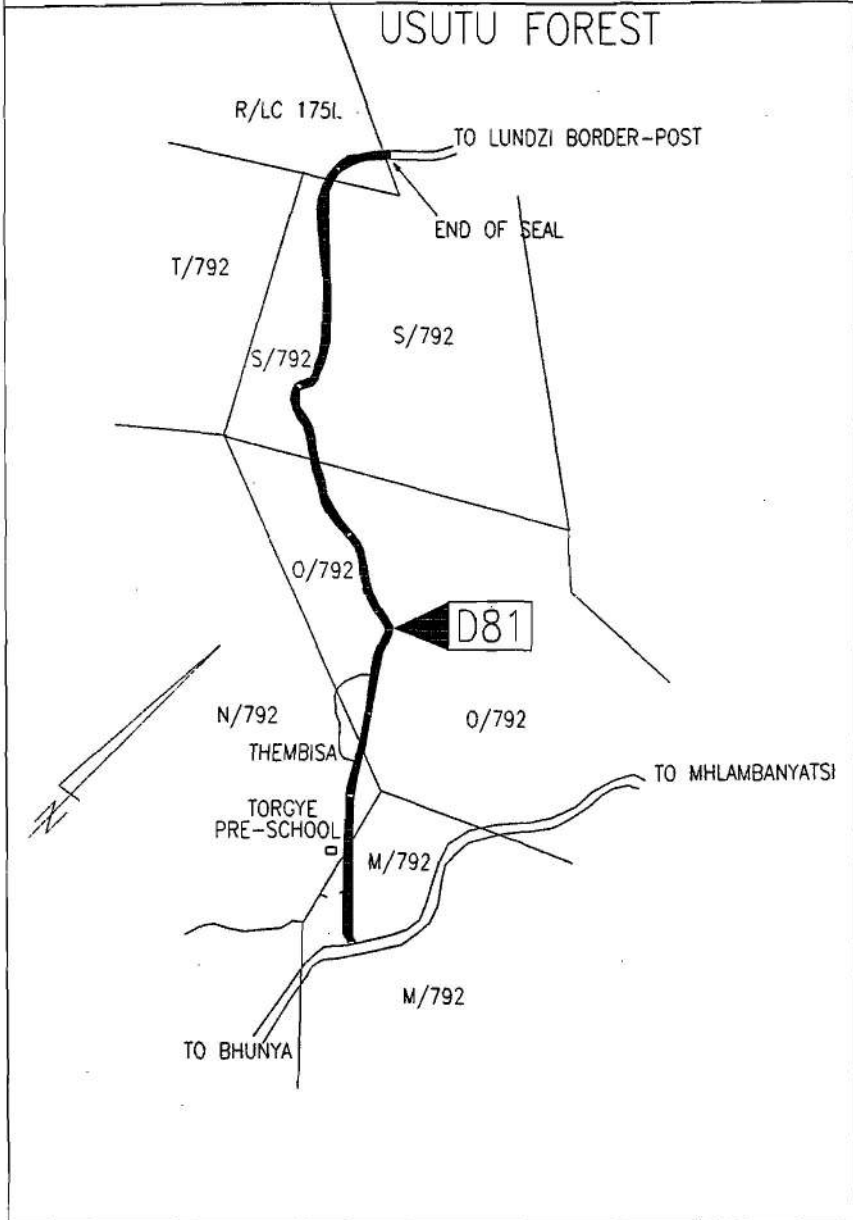 USUTU FOREST
R/LC 175L
TO LUNDZI BORDER-POST
END OF SEAL
T/792
S/792
S/792
O/792
D81
N/792
O/792
THEMBISA
TO MHLAMBANYATSI
TORGYE
PRE-SCHOOL
M/792
N
M/792
TO BHUNYA